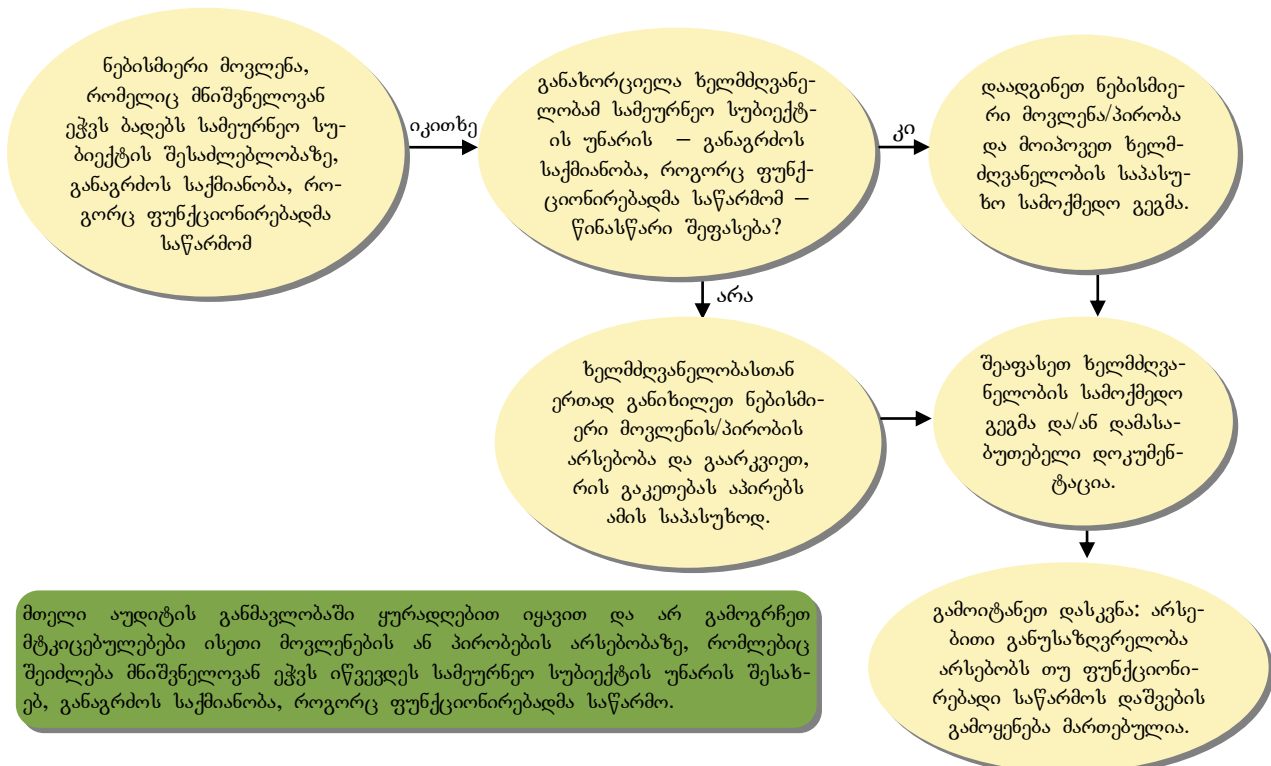 ნებისმიერი მოვლენა,
რომელიც მნიშვნელოვან
ეჭვს ბადებს სამეურნეო სუ-
ბიექტის შესაძლებლობაზე,
განაგრძოს საქმიანობა, რო-
გორც ფუნქციონირებადმა
საწარმომ
იკითხე
განახორციელა ხელმძღვანე-
ლობამ სამეურნეო სუბიექტ-
ის უნარის – განაგრძოს
საქმიანობა, როგორც ფუნქ-
ციონირებადმა საწარმომ –
წინასწარი შეფასება?
კი
დაადგინეთ ნებისმიე-
რი მოვლენა/პირობა
და მოიპოვეთ ხელმ-
ძღვანელობის საპასუ-
ხო სამოქმედო გეგმა.
არა
ხელმძღვანელობასთან
ერთად განიხილეთ ნებისმი-
ერი მოვლენის/პირობის
არსებობა და გაარკვიეთ,
რის გაკეთებას აპირებს
ამის საპასუხოდ.
შეაფასეთ ხელმძღვა-
ნელობის სამოქმედო
გეგმა და/ან დამასა-
ბუთებელი დოკუმენ-
ტაცია.
გამოიტანეთ დასკვნა: არსე-
ბითი განუსაზღვრელობა
არსებობს თუ ფუნქციონი-
რებადი საწარმოს დაშვების
გამოყენება მართებულია.
მთელი აუდიტის განმავლობაში ყურადღებით იყავით და არ გამოგრჩეთ
მტკიცებულებები ისეთი მოვლენების ან პირობების არსებობაზე, რომლებიც
შეიძლება მნიშვნელოვან ეჭვს იწვევდეს სამეურნეო სუბიექტის უნარის შესახ-
ებ, განაგრძოს საქმიანობა, როგორც ფუნქციონირებადმა საწარმო.